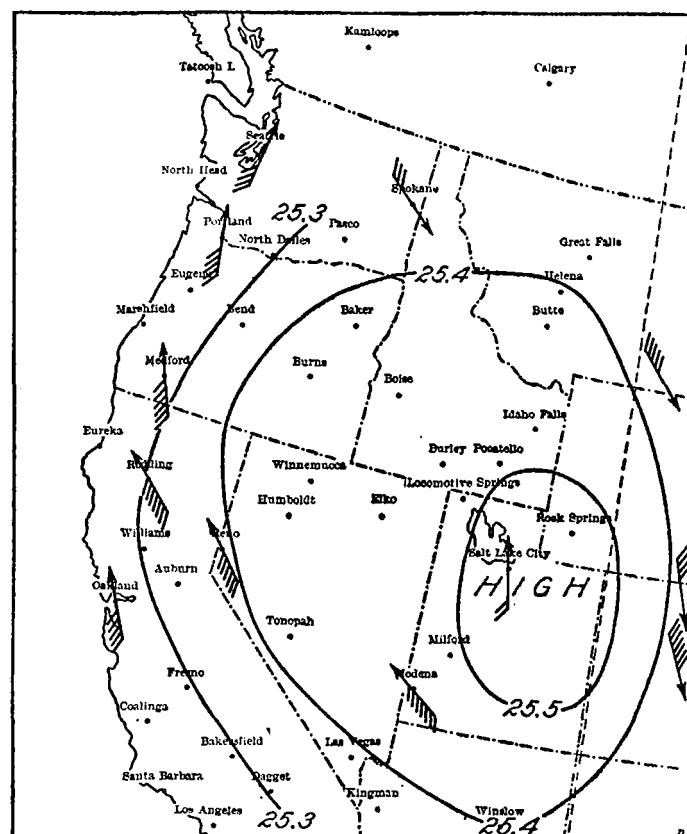 Kamloops
Tatoosh I.
Calgary
Seattle
North Head
Spokane
25.3
Portland
Pasco
North Dalles
Great Falls
25.4
Eugene
Helena
Marshfield
Bend
Baker
Butte
Medford
Burns
Boise
Idaho Falls
Eureka
Redding
Winnemucca
Burley
Pocatello
Locomotive Springs
Humboldt
Elko
Rock Springs
Williams
Reno
Salt Lake City
Auburn
Oakland
HIGH
Tonopah
Milford
Modena
Fresno
Coalinga
25.5
Bakersfield
Las Vegas
Santa Barbara
Dagget
Kingman
Los Angeles
25.3
Winslow
25.4